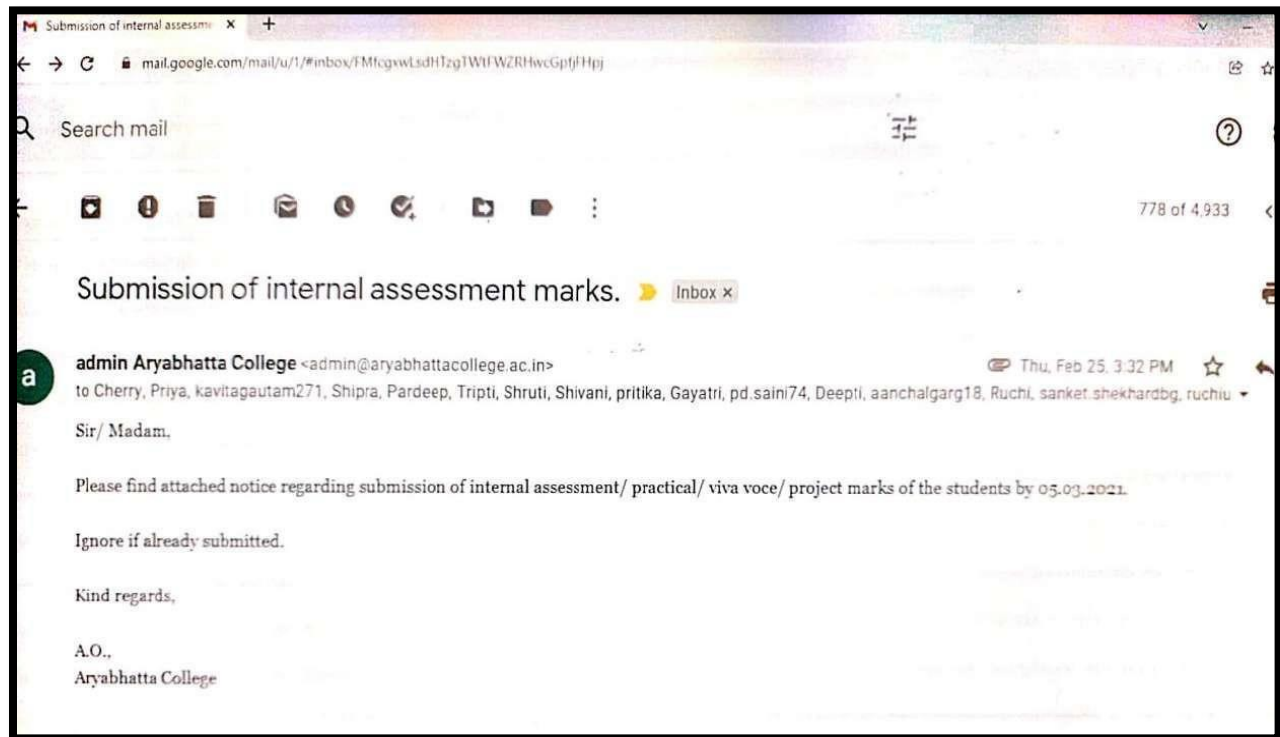 Submission of internal assessme
mail.google.com/mail/u/1/#inbox/
Search mail
778 of 4,933
Submission of internal assessment marks. Inbox ×
a
admin Aryabhatta College <admin@aryabhattacollege.ac.in> Thu, Feb 25, 3:32 PM
to Cherry, Priya, kavitagautam271, Shipra, Pardeep, Tripti, Shruti, Shivani, pritika, Gayatri, pd.saini74, Deepti, aanchalgarg18, Ruchi, sanket.shekhardbg, ruchiu
Sir/ Madam,
Please find attached notice regarding submission of internal assessment/ practical/ viva voce/ project marks of the students by 05.03.2021.
Ignore if already submitted.
Kind regards,
A.O.,
Aryabhatta College